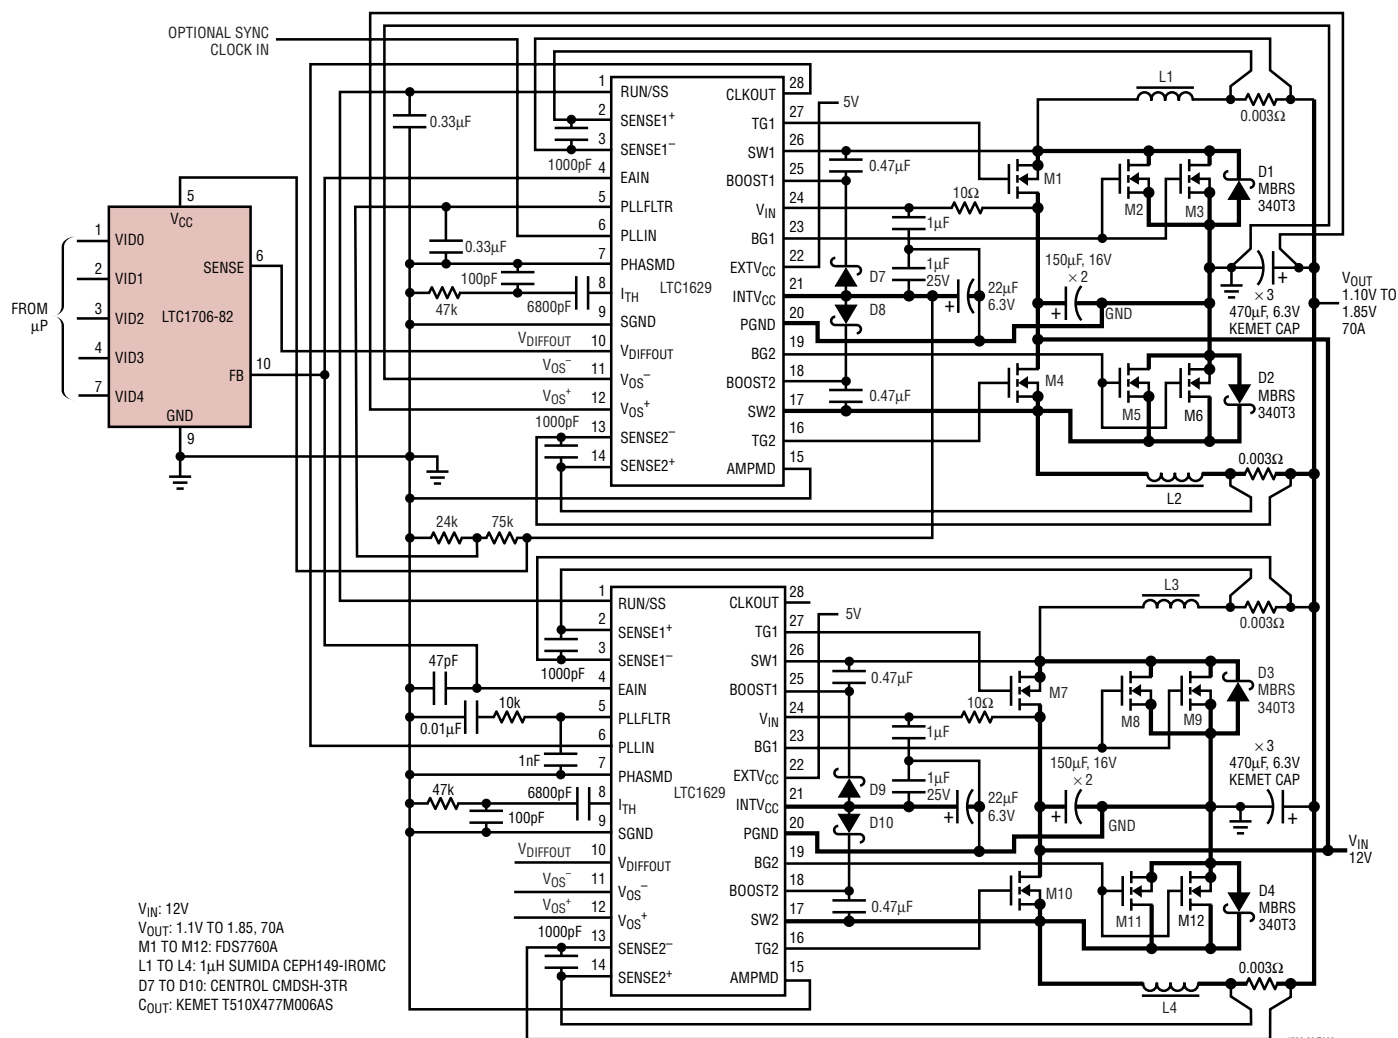 OPTIONAL SYNC
CLOCK IN
5
VCC
1
VID0
2
VID1
3
VID2
4
VID3
7
VID4
FROM
µP
LTC1706-82
SENSE
6
FB
10
GND
9
0.33µF
1000pF
0.33µF
100pF
47k
6800pF
VDIFFOUT
VOS−
VOS+
1000pF
24k
75k
1
RUN/SS
2
SENSE1+
3
SENSE1−
4
EAIN
5
PLLFLTR
6
PLLIN
7
PHASMD
8
ITH
9
SGND
10
VDIFFOUT
11
VOS−
12
VOS+
13
SENSE2−
14
SENSE2+
LTC1629
28
CLKOUT
27
TG1
26
SW1
25
BOOST1
24
VIN
23
BG1
22
EXTVCC
21
INTVCC
20
PGND
19
BG2
18
BOOST2
17
SW2
16
TG2
15
AMPMD
5V
0.47µF
10Ω
1µF
1µF
25V
D7
D8
22µF
6.3V
0.47µF
M1
M2
M3
L1
0.003Ω
D1
MBRS
340T3
150µF, 16V
×2
GND
×3
470µF, 6.3V
KEMET CAP
VOUT
1.10V TO
1.85V
70A
M4
M5
M6
D2
MBRS
340T3
0.003Ω
L2
47pF
0.01µF
10k
1nF
1000pF
47k
100pF
6800pF
VDIFFOUT
VOS−
VOS+
1000pF
1
RUN/SS
2
SENSE1+
3
SENSE1−
4
EAIN
5
PLLFLTR
6
PLLIN
7
PHASMD
8
ITH
9
SGND
10
VDIFFOUT
11
VOS−
12
VOS+
13
SENSE2−
14
SENSE2+
LTC1629
28
CLKOUT
27
TG1
26
SW1
25
BOOST1
24
VIN
23
BG1
22
EXTVCC
21
INTVCC
20
PGND
19
BG2
18
BOOST2
17
SW2
16
TG2
15
AMPMD
5V
0.47µF
10Ω
1µF
1µF
25V
D9
D10
22µF
6.3V
0.47µF
M7
M8
M9
L3
0.003Ω
D3
MBRS
340T3
150µF, 16V
×2
GND
×3
470µF, 6.3V
KEMET CAP
VIN
12V
M10
M11
M12
D4
MBRS
340T3
0.003Ω
L4
VIN: 12V
VOUT: 1.1V TO 1.85, 70A
M1 TO M12: FDS7760A
L1 TO L4: 1µH SUMIDA CEPH149-IROMC
D7 TO D10: CENTROL CMDSH-3TR
COUT: KEMET T510X477M006AS